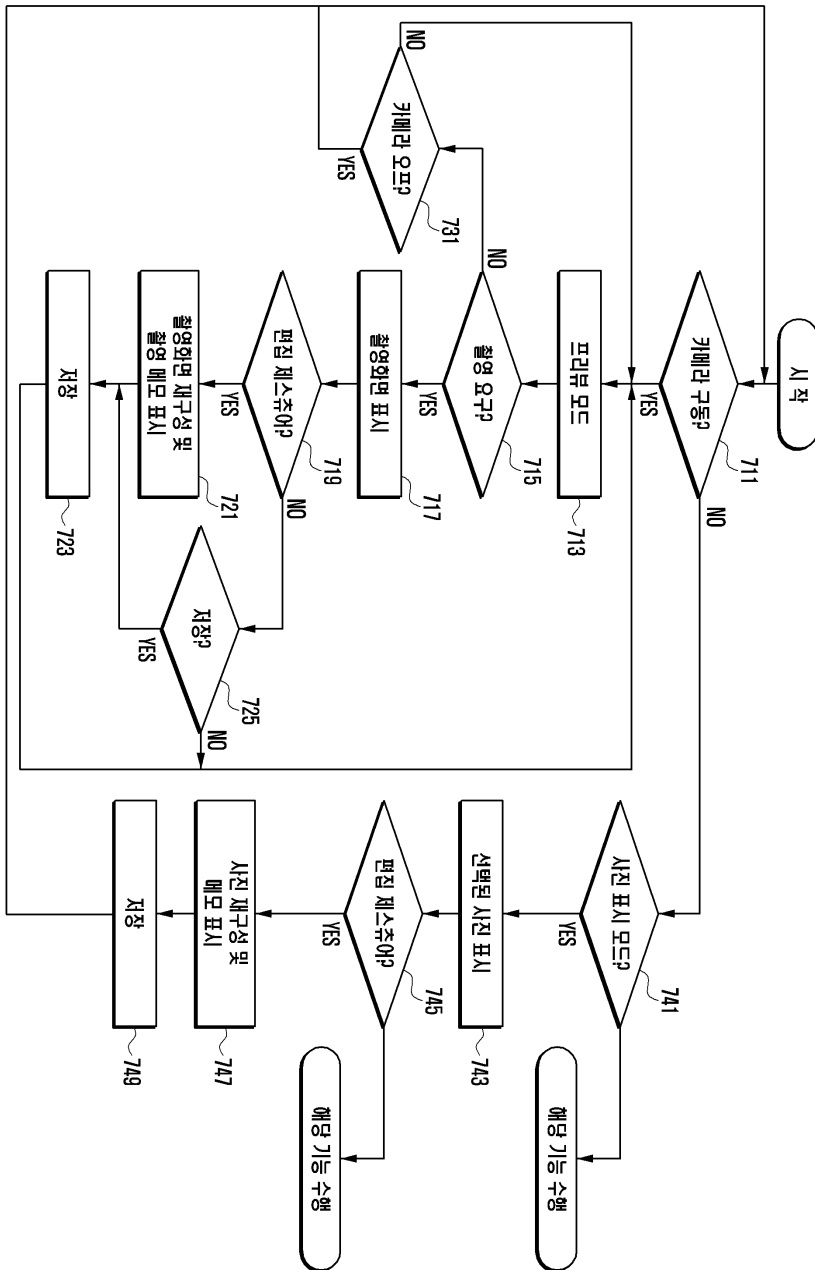 시 작
카메라 구동?
711
YES
NO
프리뷰 모드
713
촬영 요구?
715
YES
NO
카메라 오프?
731
YES
NO
촬영화면 표시
717
편집 제스츄어?
719
YES
NO
촬영화면 재구성 및
촬영 메모 표시
721
저장
723
저장?
725
YES
NO
사진 표시 모드?
741
YES
해당 기능 수행
선택된 사진 표시
743
편집 제스츄어?
745
YES
해당 기능 수행
사진 재구성 및
메모 표시
747
저장
749